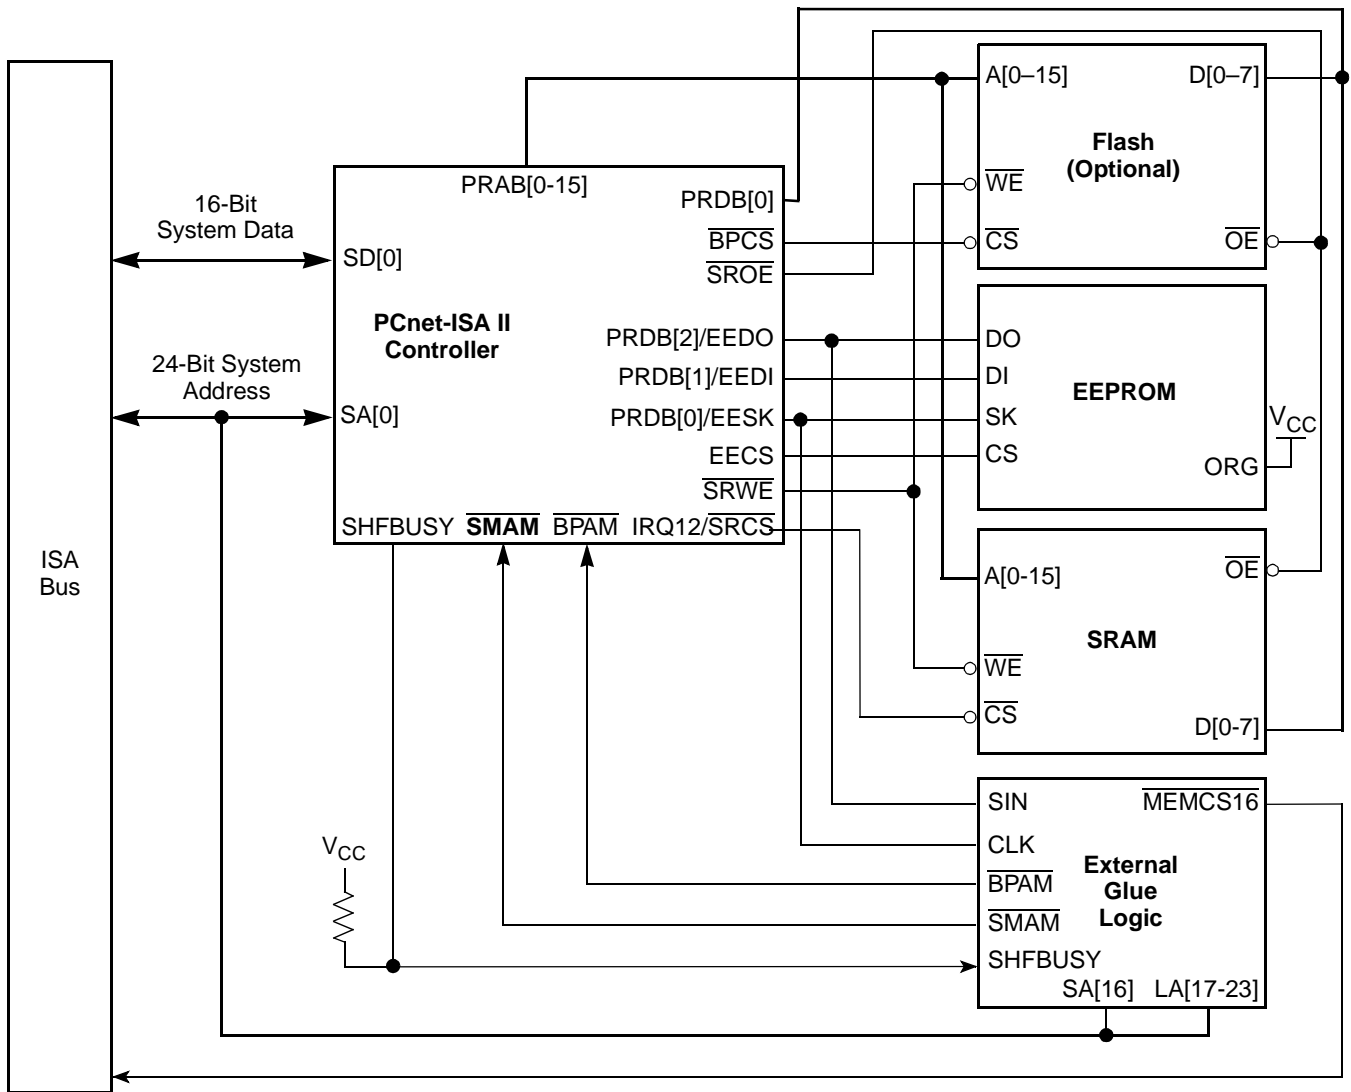 ISA
Bus
16-Bit
System Data
24-Bit System
Address
PRAB[0-15]
SD[0]
SA[0]
PCnet-ISA II
Controller
PRDB[0]
BPCS
SROE
PRDB[2]/EEDO
PRDB[1]/EEDI
PRDB[0]/EESK
EECS
SRWE
SHFBUSY SMAM BPAM IRQ12/SRCS
A[0–15] D[0–7]
Flash
(Optional)
WE
CS OE
DO
DI
EEPROM
SK
CS
VCC
ORG
A[0-15] OE
SRAM
WE
CS
D[0-7]
SIN MEMCS16
CLK
External
Glue
Logic
BPAM
SMAM
SHFBUSY
SA[16] LA[17-23]
VCC